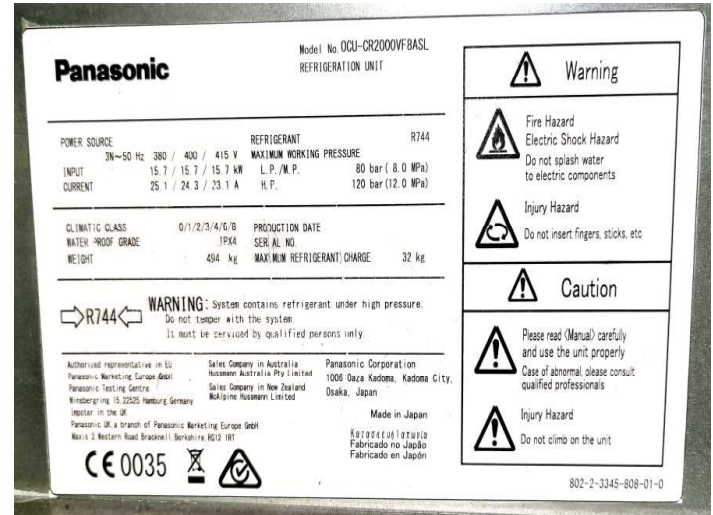 Panasonic
Model No. OCU-CR2000VF8ASL
REFRIGERATION UNIT
POWER SOURCE
3N~50 Hz 380 / 400 / 415 V
INPUT 15.7 / 15.7 / 15.7 kW
CURRENT 25.1 / 24.3 / 23.1 A
REFRIGERANT R744
MAXIMUM WORKING PRESSURE
L.P./M.P. 80 bar ( 8.0 MPa)
H.P. 120 bar (12.0 MPa)
CLIMATIC CLASS 0/1/2/3/4/6/8
WATER PROOF GRADE IPX4
WEIGHT 494 kg
PRODUCTION DATE
SERIAL NO.
MAXIMUM REFRIGERANT CHARGE 32 kg
R744
WARNING: System contains refrigerant under high pressure.
Do not temper with the system.
It must be serviced by qualified persons only.
Authorized representative in EU
Panasonic Marketing Europe GmbH
Panasonic Testing Centre
Winsbergring 15, 22525 Hamburg, Germany
Impoter in the UK
Panasonic UK, a branch of Panasonic Marketing Europe GmbH
Maxis 2, Western Road, Bracknell, Berkshire, RG12 1RT
Sales Company in Australia
Hussmann Australia Pty Limited
Sales Company in New Zealand
McAlpine Hussmann Limited
Panasonic Corporation
1006 Oaza Kadoma, Kadoma City,
Osaka, Japan
Made in Japan
Κατασκευή Ιαπωνία
Fabricado no Japão
Fabricado en Japón
CE 0035
Warning
Fire Hazard
Electric Shock Hazard
Do not splash water
to electric components
Injury Hazard
Do not insert fingers, sticks, etc
Caution
Please read 〈Manual〉 carefully
and use the unit properly
Case of abnormal, please consult
qualified professionals
Injury Hazard
Do not climb on the unit
802-2-3345-808-01-0